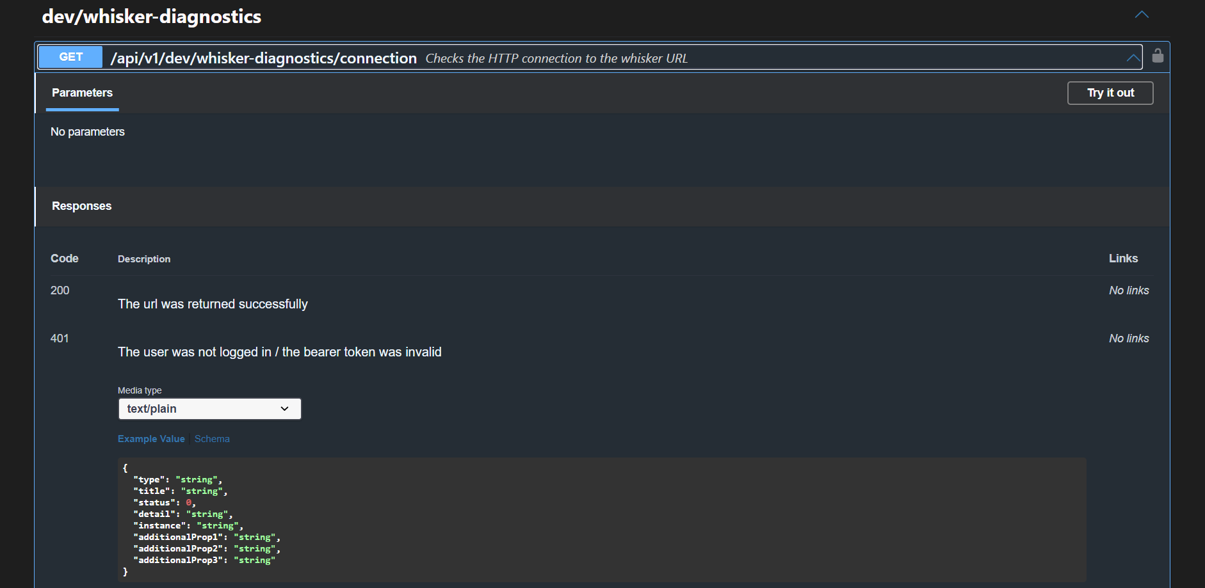 dev/whisker-diagnostics
GET /api/v1/dev/whisker-diagnostics/connection Checks the HTTP connection to the whisker URL
Parameters
Try it out
No parameters
Responses
Code Description Links
200 The url was returned successfully No links
401 The user was not logged in / the bearer token was invalid No links
Media type
text/plain
Example Value Schema
{
"type": "string",
"title": "string",
"status": 0,
"detail": "string",
"instance": "string",
"additionalProp1": "string",
"additionalProp2": "string",
"additionalProp3": "string"
}